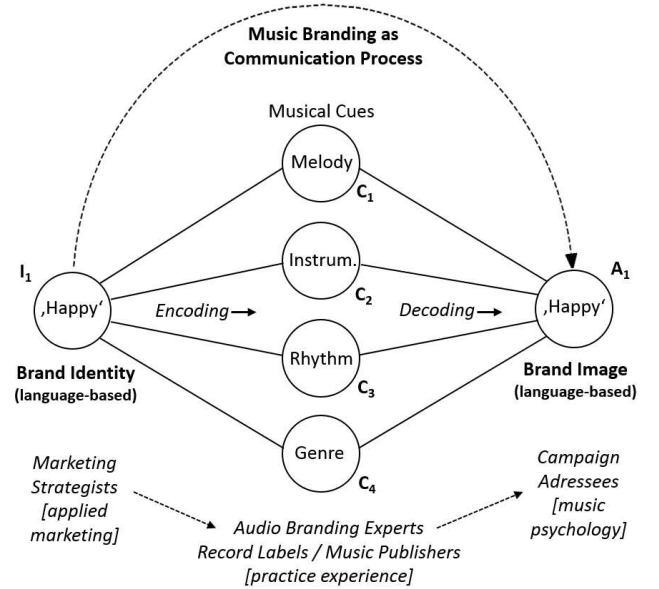 Music Branding as
Communication Process
Musical Cues
Melody
C1
I1
A1
Instrum.
C2
‚Happy‘
Encoding
Decoding
‚Happy‘
Rhythm
C3
Brand Identity
(language-based)
Brand Image
(language-based)
Genre
C4
Marketing
Strategists
[applied
marketing]
Campaign
Adressees
[music
psychology]
Audio Branding Experts
Record Labels / Music Publishers
[practice experience]